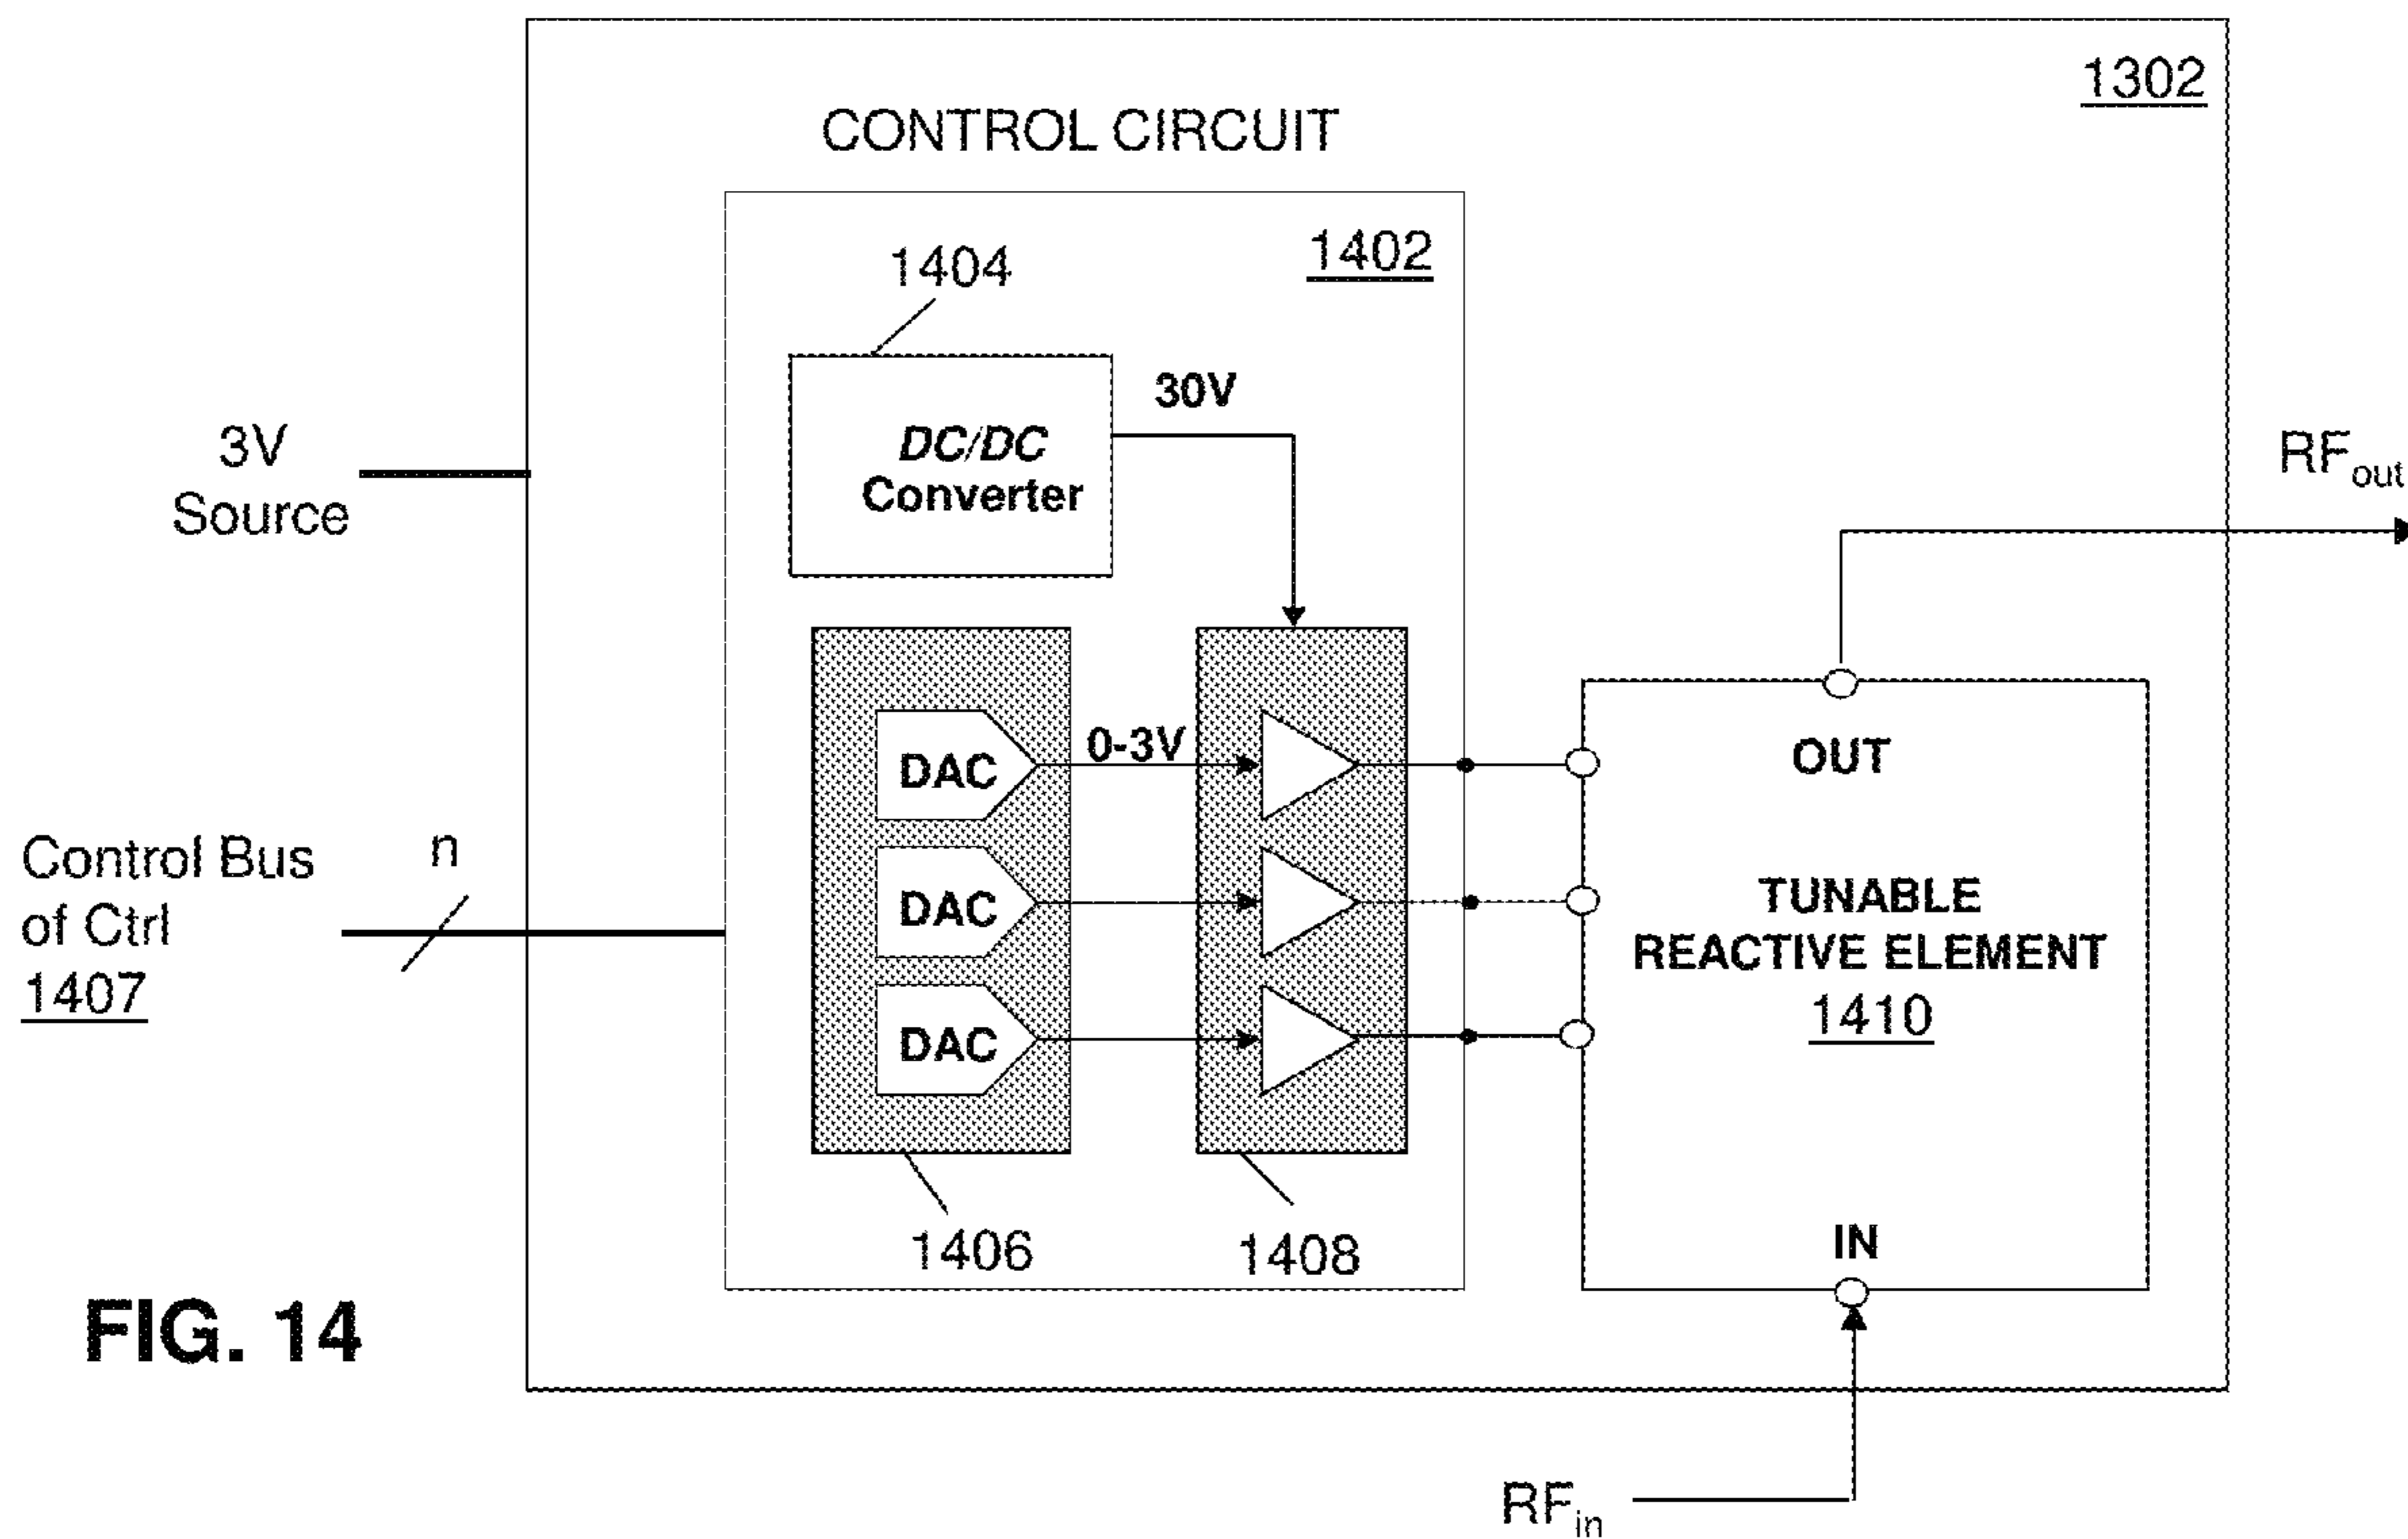 1302
CONTROL CIRCUIT
1402
1404
30V
DC/DC
Converter
3V
Source
RFout
0-3V
DAC
DAC
DAC
OUT
TUNABLE
REACTIVE ELEMENT
1410
IN
Control Bus
of Ctrl
1407
n
1406
1408
FIG. 14
RFin